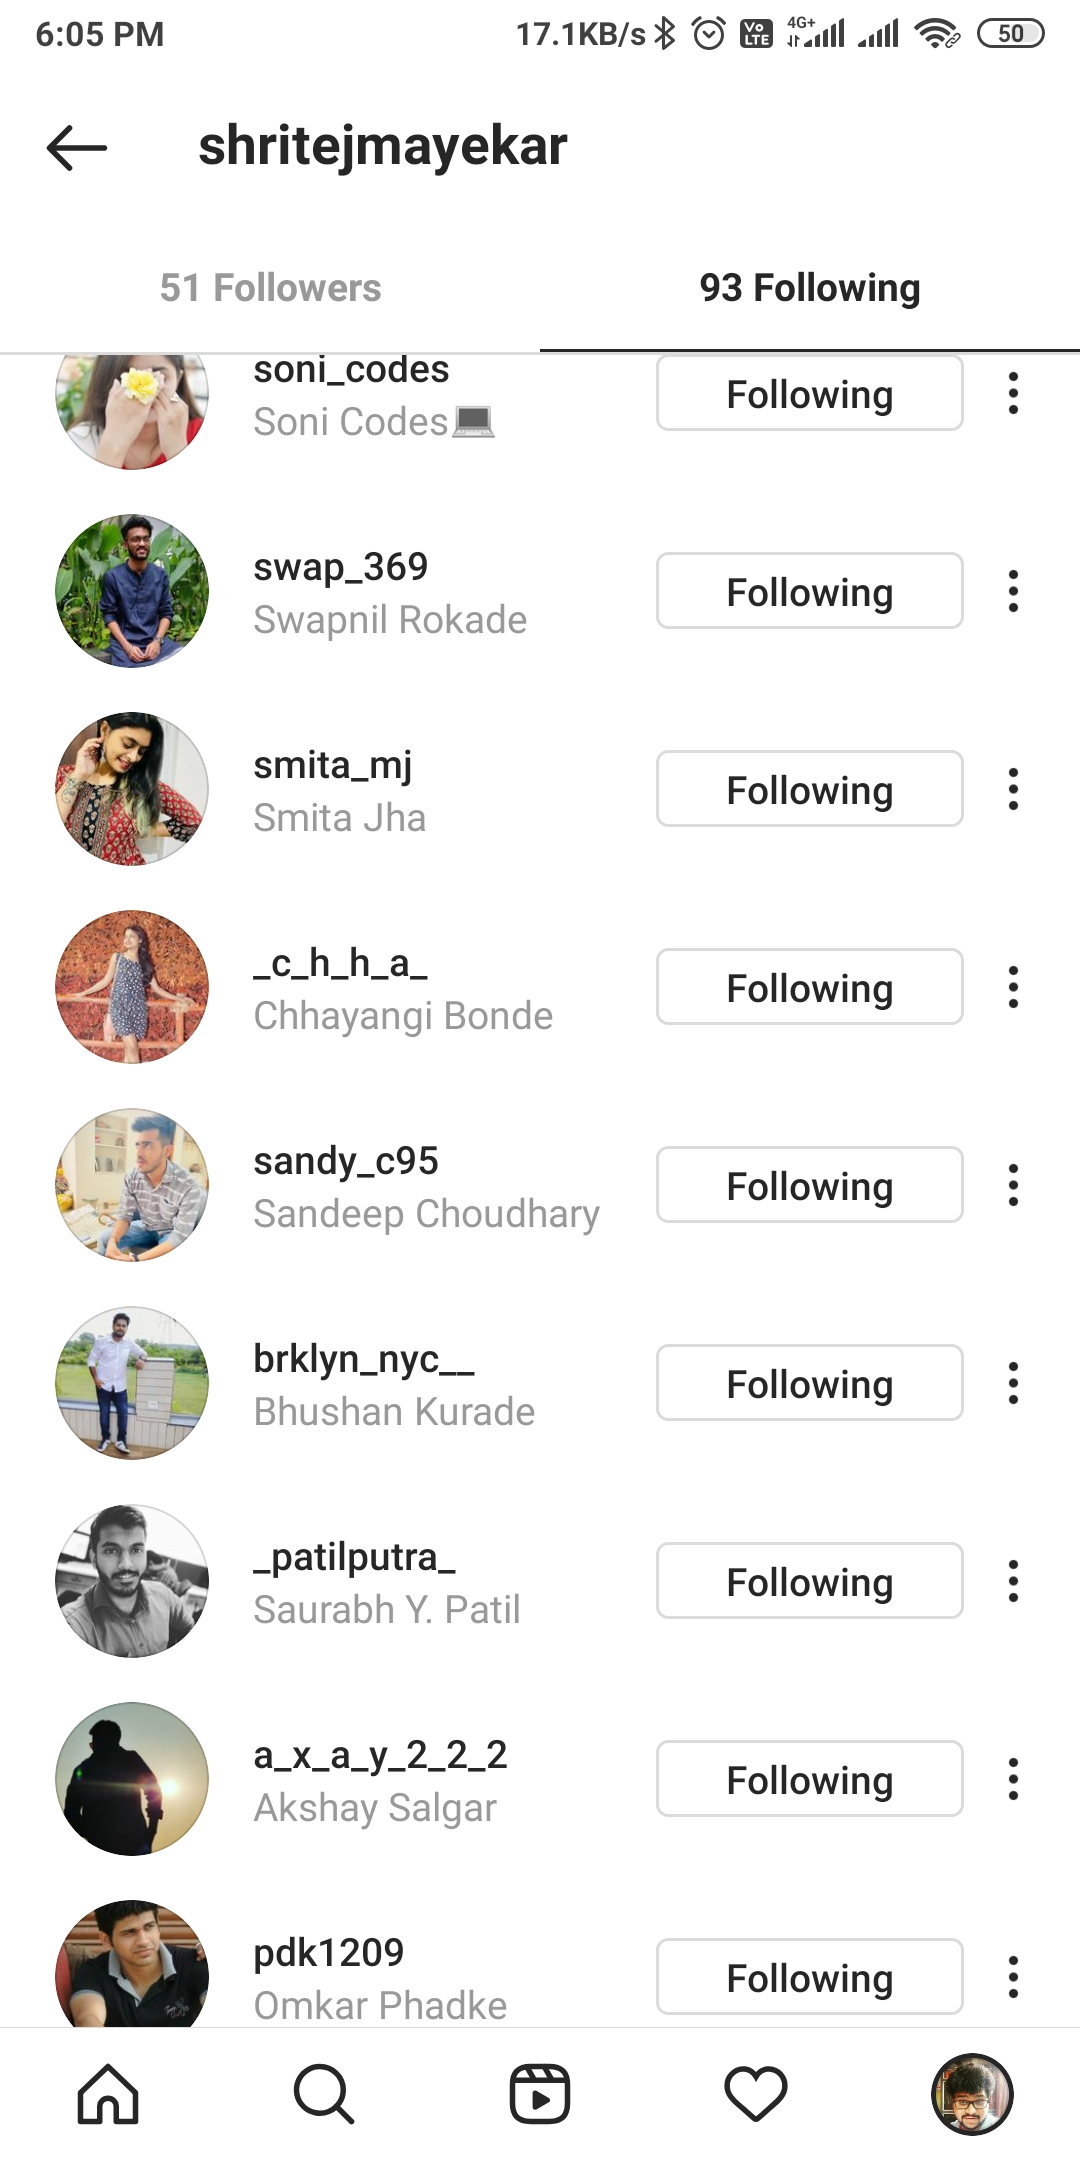 6:05 PM 17.1KB/s Vo LTE 4G+ 50
shritejmayekar
51 Followers 93 Following
soni_codes
Soni Codes💻 Following
swap_369
Swapnil Rokade Following
smita_mj
Smita Jha Following
_c_h_h_a_
Chhayangi Bonde Following
sandy_c95
Sandeep Choudhary Following
brklyn_nyc__
Bhushan Kurade Following
_patilputra_
Saurabh Y. Patil Following
a_x_a_y_2_2_2
Akshay Salgar Following
pdk1209
Omkar Phadke Following